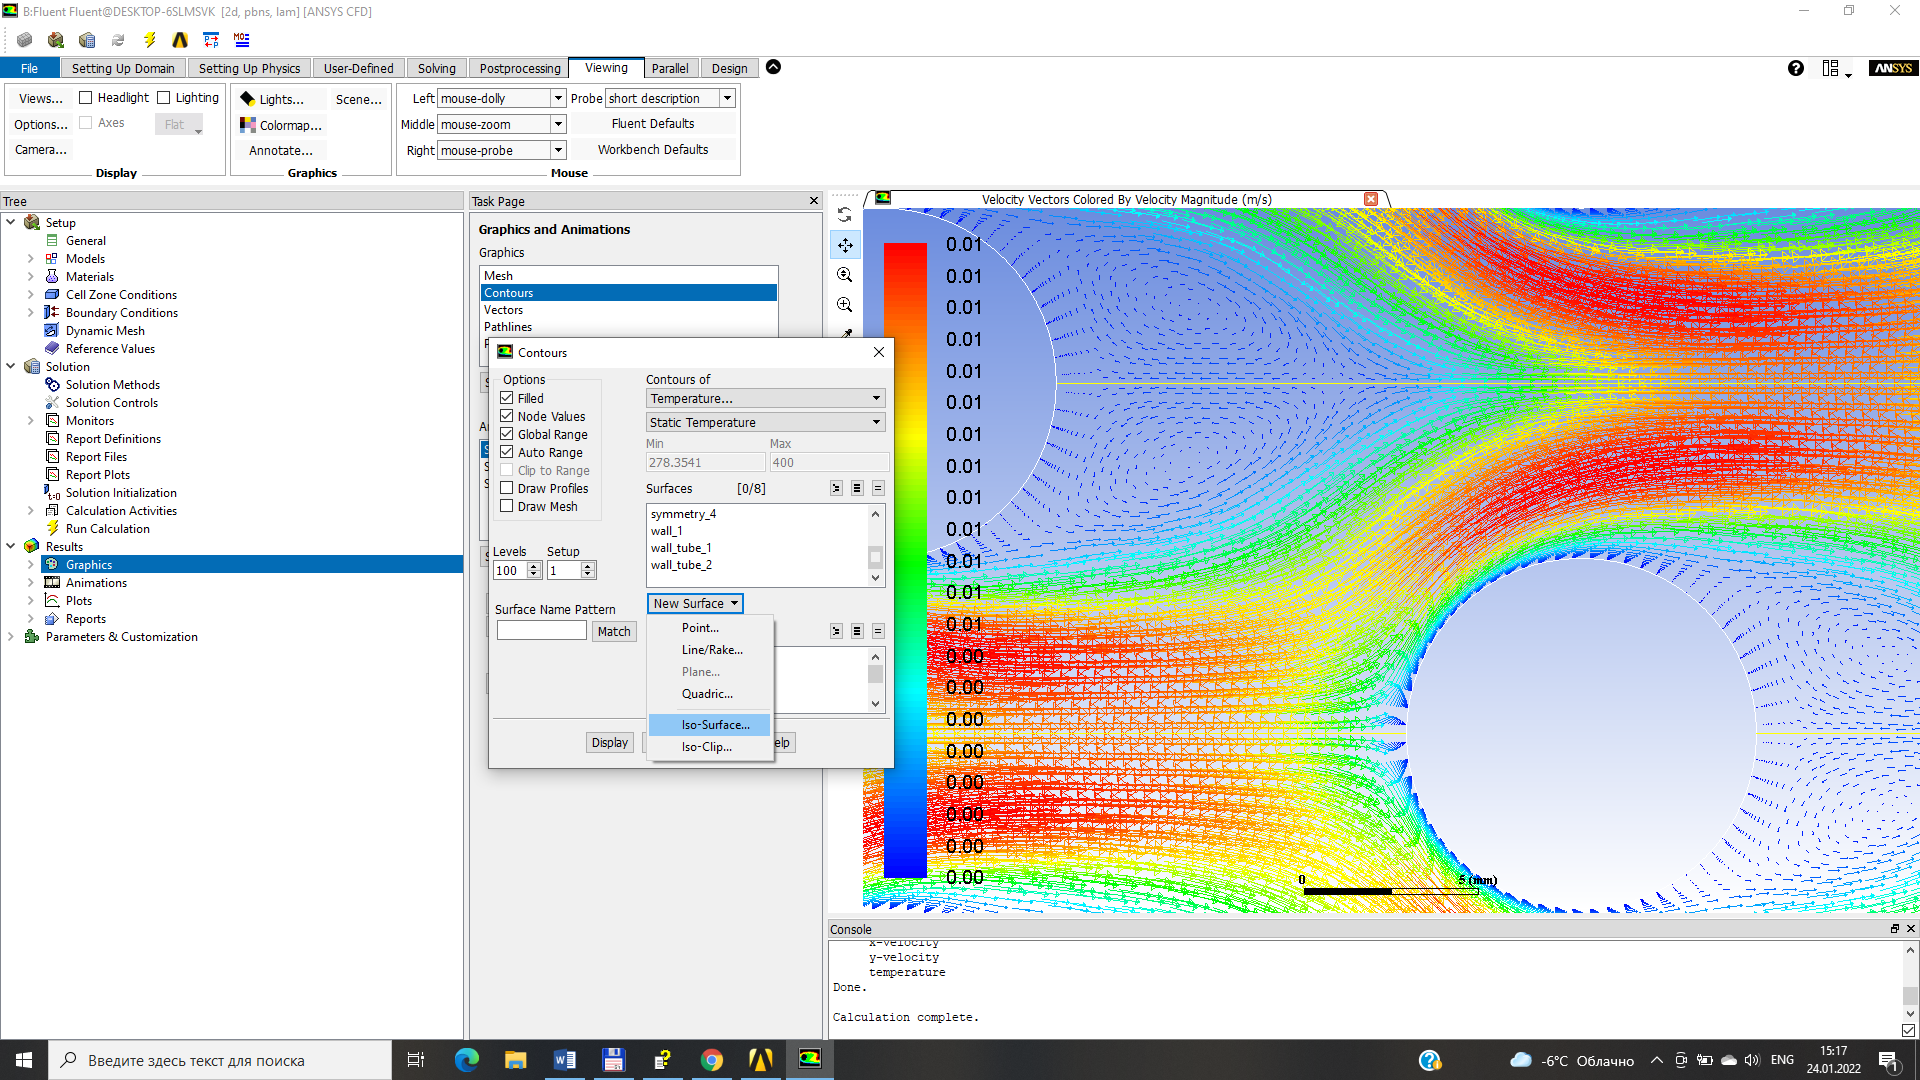 B:Fluent Fluent@DESKTOP-6SLMSVK [2d, pbns, lam] [ANSYS CFD]
File Setting Up Domain Setting Up Physics User-Defined Solving Postprocessing Viewing Parallel Design
ANSYS
Views... Headlight Lighting
Options... Axes Flat
Camera...
Display
Lights... Scene...
Colormap...
Annotate...
Graphics
Left mouse-dolly Probe short description
Middle mouse-zoom Fluent Defaults
Right mouse-probe Workbench Defaults
Mouse
Tree
Setup
General
Models
Materials
Cell Zone Conditions
Boundary Conditions
Dynamic Mesh
Reference Values
Solution
Solution Methods
Solution Controls
Monitors
Report Definitions
Report Files
Report Plots
Solution Initialization
Calculation Activities
Run Calculation
Results
Graphics
Animations
Plots
Reports
Parameters & Customization
Task Page
Graphics and Animations
Graphics
Mesh
Contours
Vectors
Pathlines
Contours
Options
Filled
Node Values
Global Range
Auto Range
Clip to Range
Draw Profiles
Draw Mesh
Levels Setup
100 1
Surface Name Pattern
Match
Contours of
Temperature...
Static Temperature
Min Max
278.3541 400
Surfaces [0/8]
symmetry_4
wall_1
wall_tube_1
wall_tube_2
New Surface
Point...
Line/Rake...
Plane...
Quadric...
Iso-Surface...
Iso-Clip...
Display elp
Velocity Vectors Colored By Velocity Magnitude (m/s)
0.01
0.01
0.01
0.01
0.01
0.01
0.01
0.01
0.01
0.01
0.01
0.01
0.01
0.00
0.00
0.00
0.00
0.00
0.00
0.00
0.00
0 5 (mm)
Console
x-velocity
y-velocity
temperature
Done.
Calculation complete.
Введите здесь текст для поиска
-6°C Облачно
ENG
15:17
24.01.2022
1